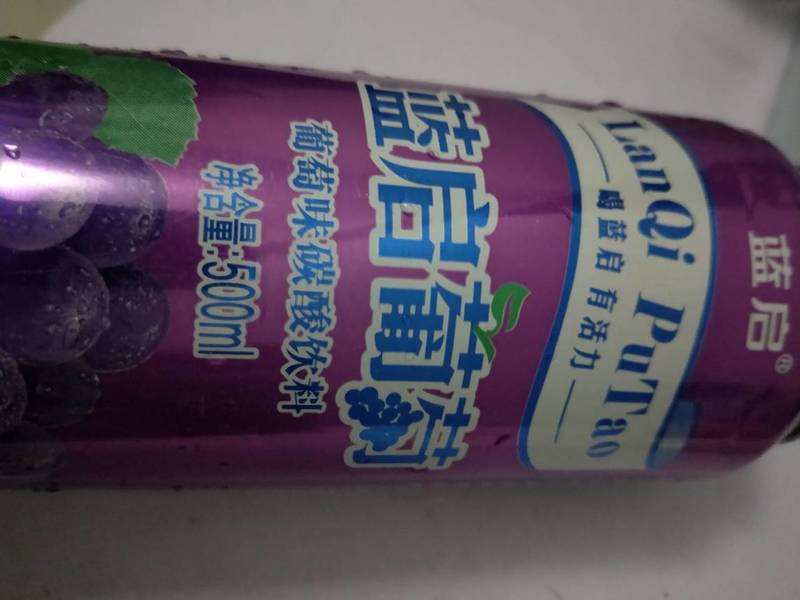 蓝启®
LanQi PuTao
喝蓝启 有活力
蓝启葡萄
葡萄味碳酸饮料
净含量:500ml